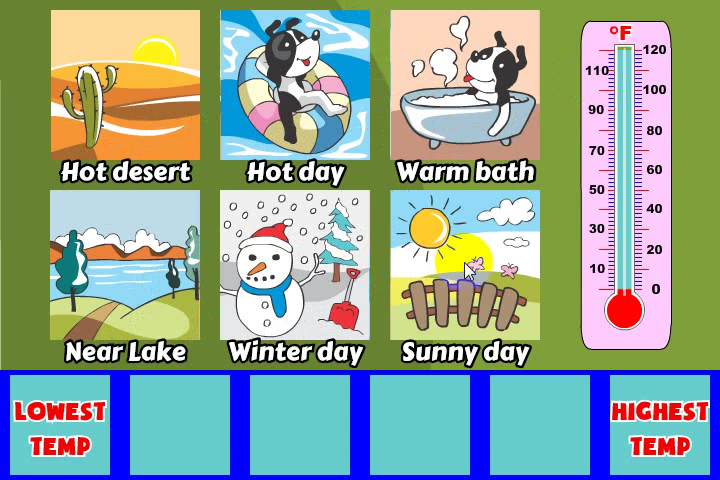 °F
120
110
100
90
80
70
60
50
40
30
20
10
0
Hot desert
Hot day
Warm bath
Near Lake
Winter day
Sunny day
LOWEST
TEMP
HIGHEST
TEMP